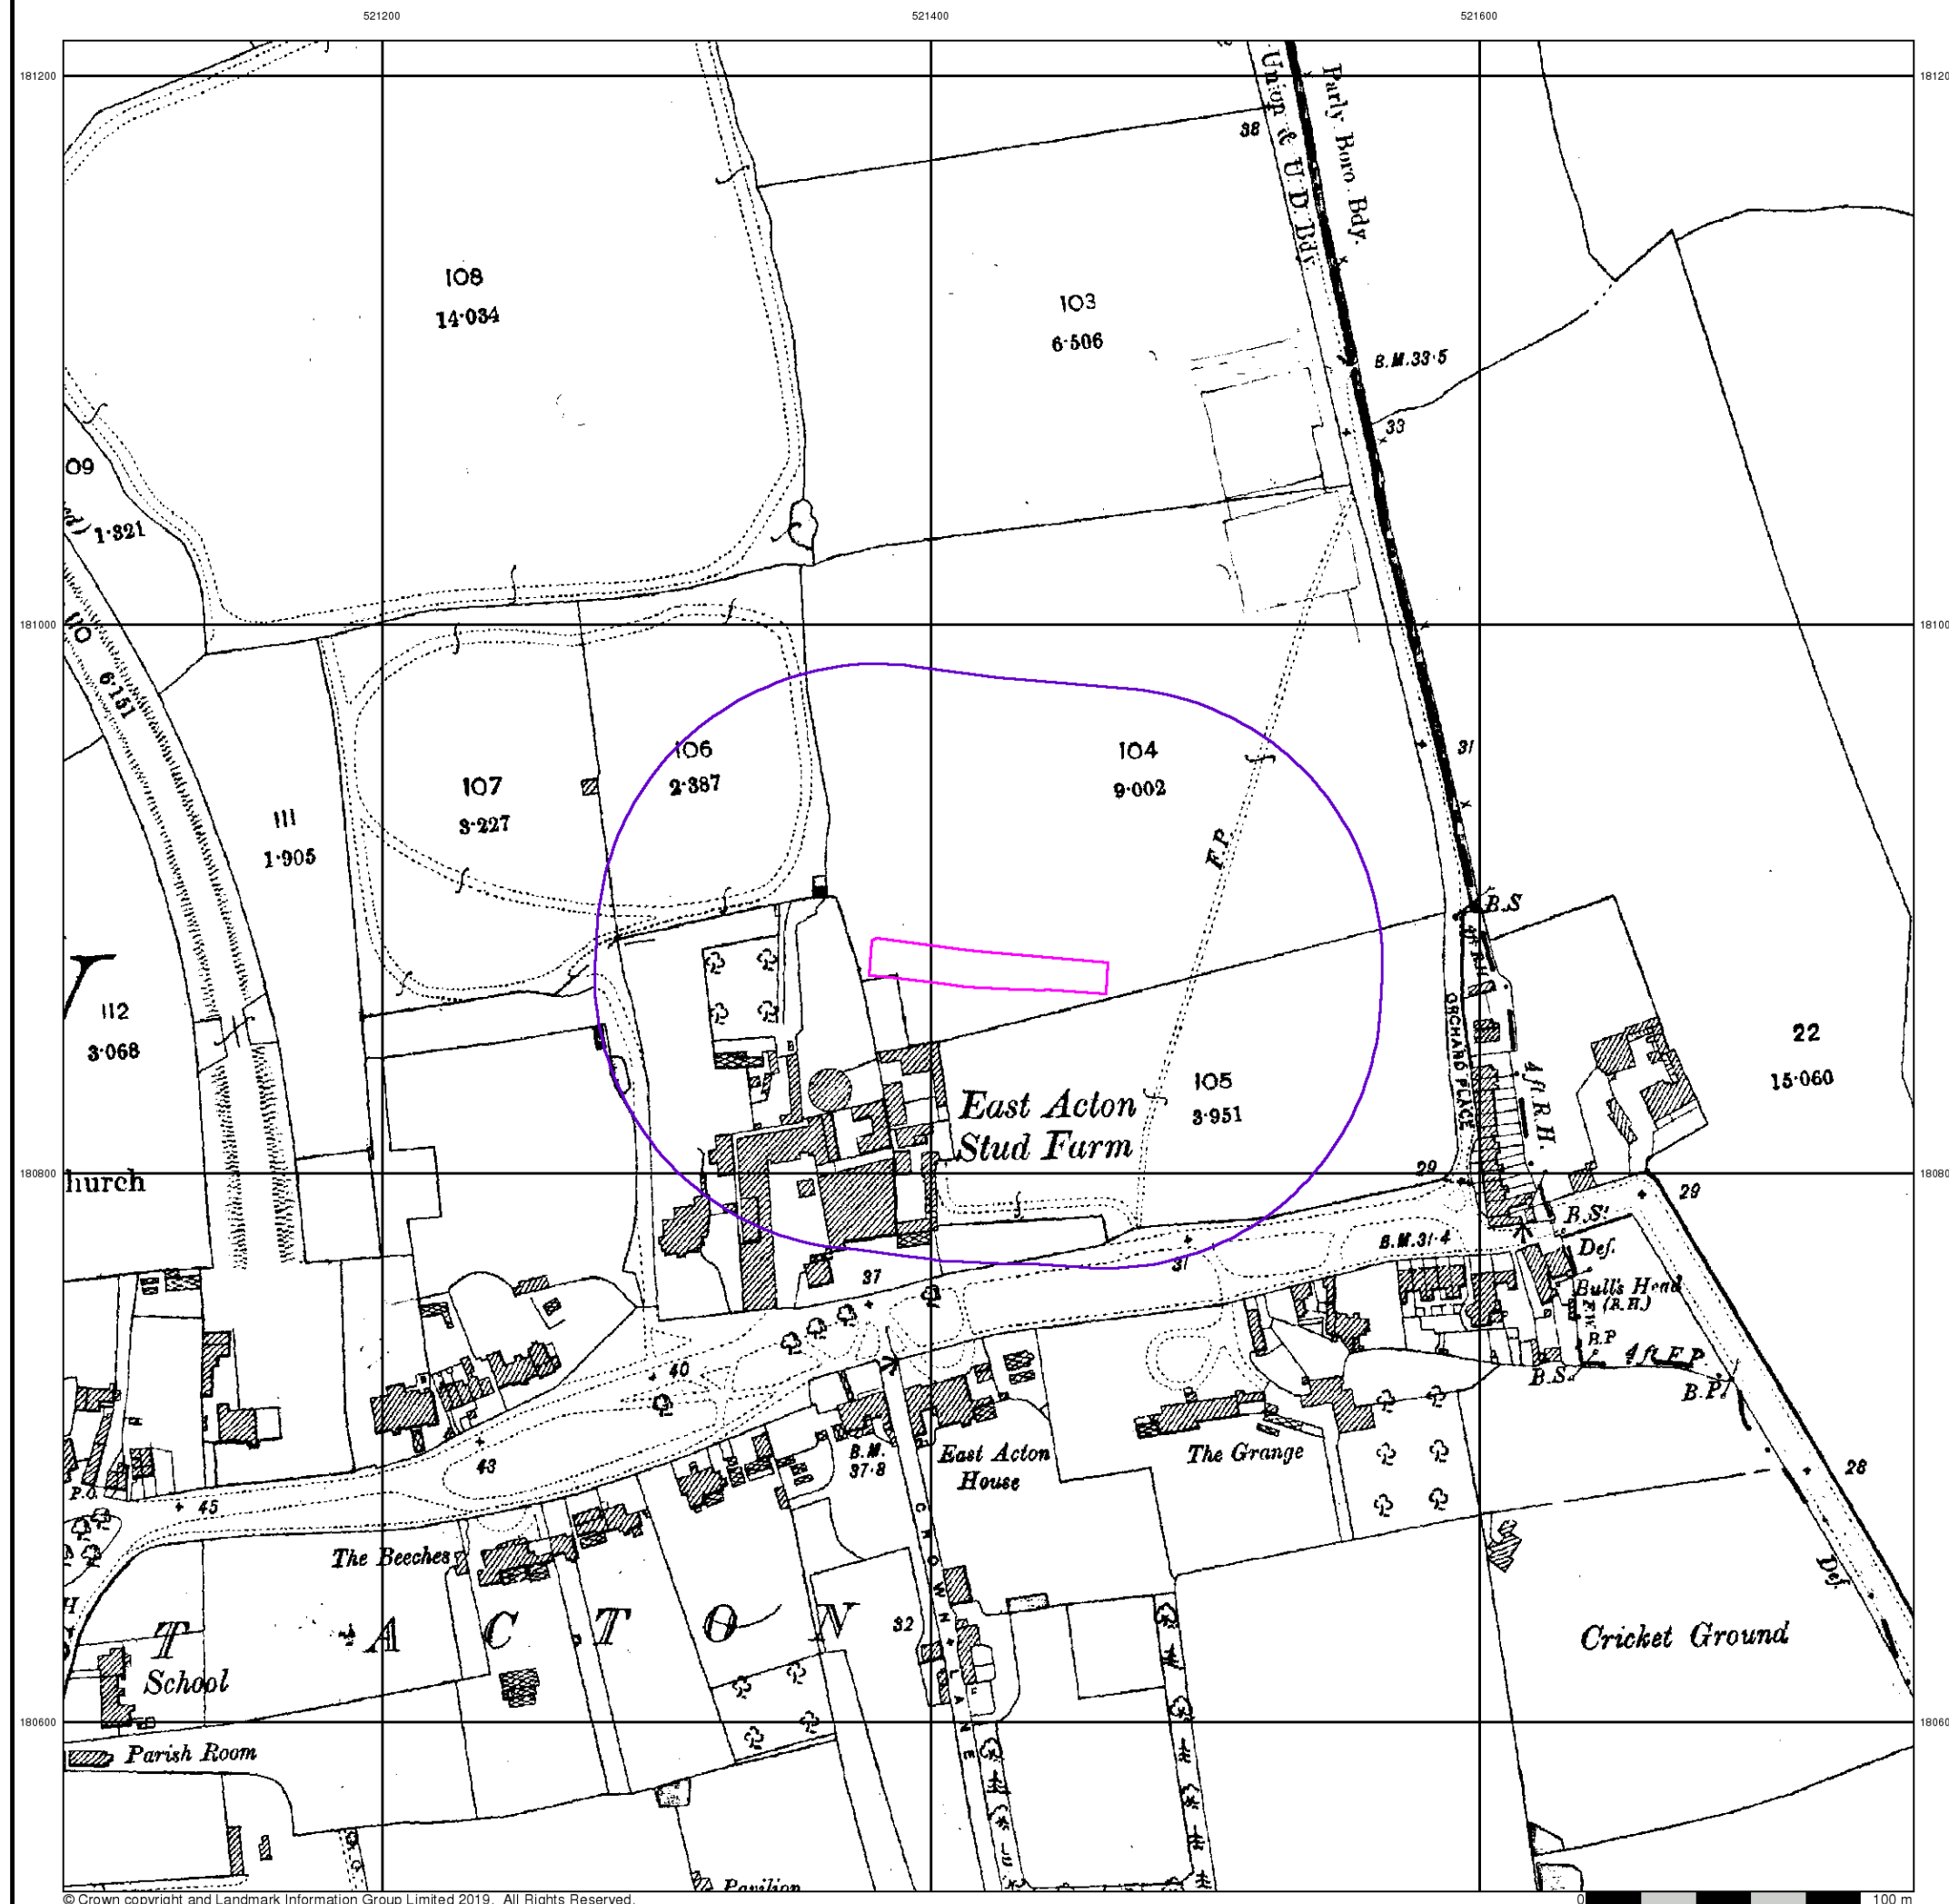 521200
521400
521600
181200
Union & U.D. Bdy.
Parly. Boro. Bdy.
38
108
14·034
103
6·506
B.M.33·5
33
09
1·321
181000
110
6·151
106
2·387
107
3·227
104
9·002
31
111
1·905
F.P.
B.S
112
3·068
ORCHARD PLACE
22
15·060
4 ft. R.H.
East Acton
Stud Farm
105
3·951
180800
hurch
29
29
B.S.
Def.
B.M.31·4
Bull's Head
(B.H.)
37
31
40
B.P
4 ft. F.P.
B.S.
B.P.
B.M.
37·8
East Acton
House
The Grange
43
28
P.O.
45
The Beeches
CROWN LANE
Def.
T ACTON
32
School
Cricket Ground
180600
Parish Room
Pavilion
© Crown copyright and Landmark Information Group Limited 2019. All Rights Reserved.
0
100 m